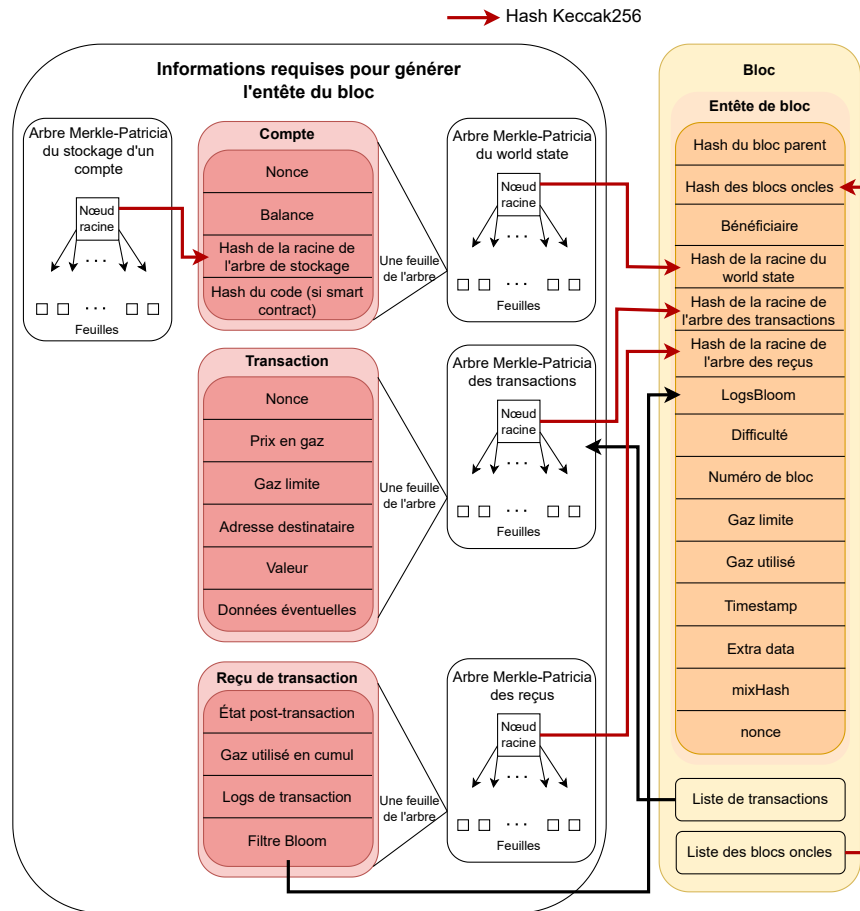 Hash Keccak256
Informations requises pour générer
l'entête du bloc
Arbre Merkle-Patricia
du stockage d'un
compte
Nœud
racine
. . .
. . .
Feuilles
Compte
Nonce
Balance
Hash de la racine de
l'arbre de stockage
Hash du code (si smart
contract)
Une feuille
de l'arbre
Arbre Merkle-Patricia
du world state
Nœud
racine
. . .
. . .
Feuilles
Transaction
Nonce
Prix en gaz
Gaz limite
Adresse destinataire
Valeur
Données éventuelles
Une feuille
de l'arbre
Arbre Merkle-Patricia
des transactions
Nœud
racine
. . .
. . .
Feuilles
Reçu de transaction
État post-transaction
Gaz utilisé en cumul
Logs de transaction
Filtre Bloom
Une feuille
de l'arbre
Arbre Merkle-Patricia
des reçus
Nœud
racine
. . .
. . .
Feuilles
Bloc
Entête de bloc
Hash du bloc parent
Hash des blocs oncles
Bénéficiaire
Hash de la racine du
world state
Hash de la racine de
l'arbre des transactions
Hash de la racine de
l'arbre des reçus
LogsBloom
Difficulté
Numéro de bloc
Gaz limite
Gaz utilisé
Timestamp
Extra data
mixHash
nonce
Liste de transactions
Liste des blocs oncles